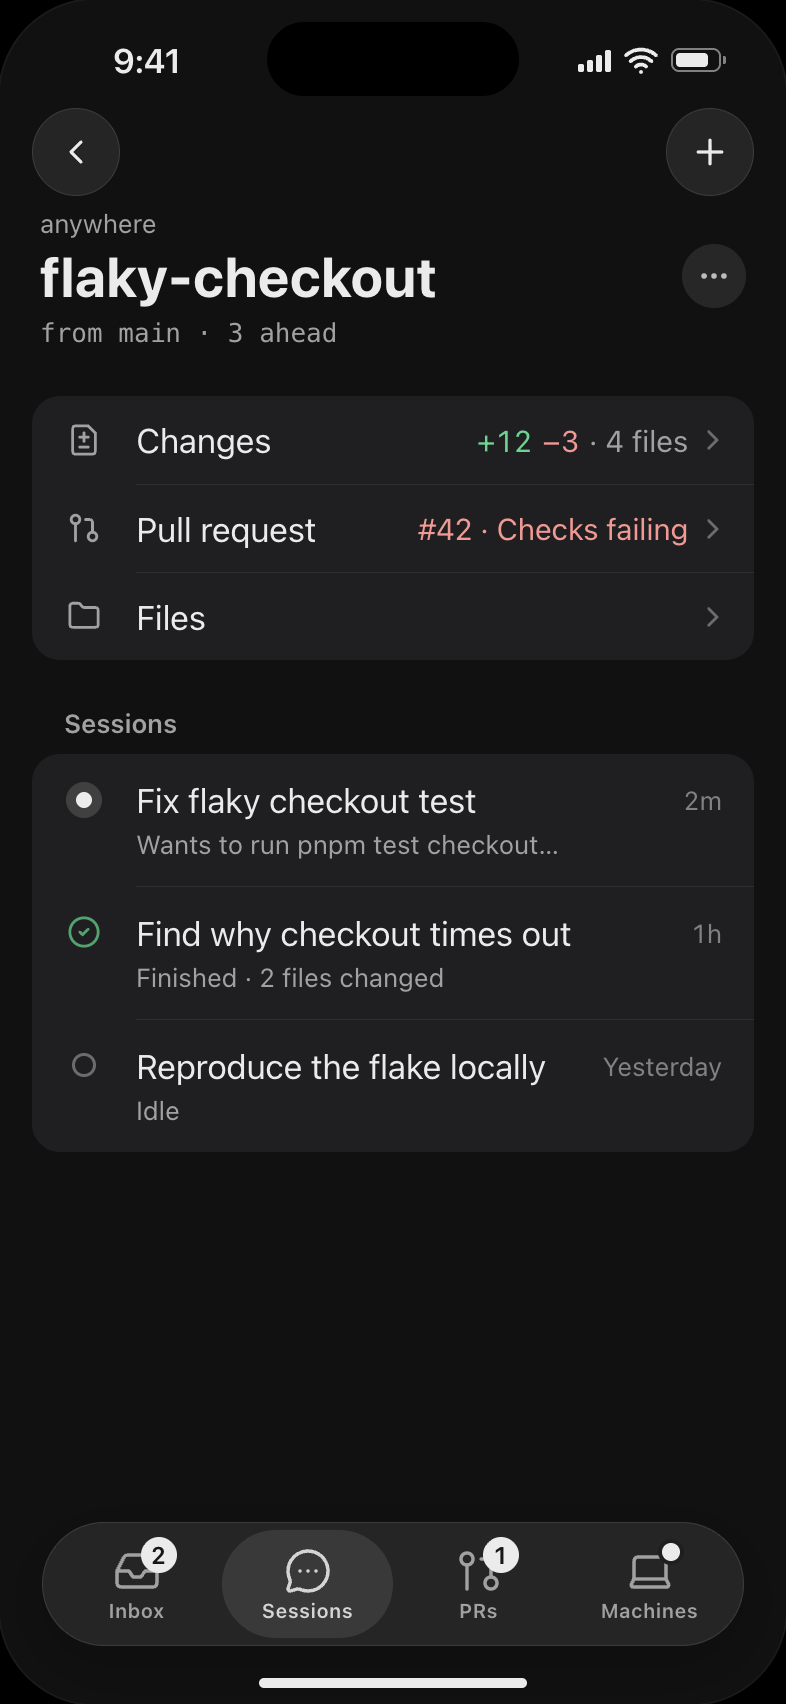 9:41
anywhere
flaky-checkout
from main · 3 ahead
Changes +12 −3 · 4 files
Pull request #42 · Checks failing
Files
Sessions
Fix flaky checkout test 2m
Wants to run pnpm test checkout…
Find why checkout times out 1h
Finished · 2 files changed
Reproduce the flake locally Yesterday
Idle
2 1
Inbox Sessions PRs Machines